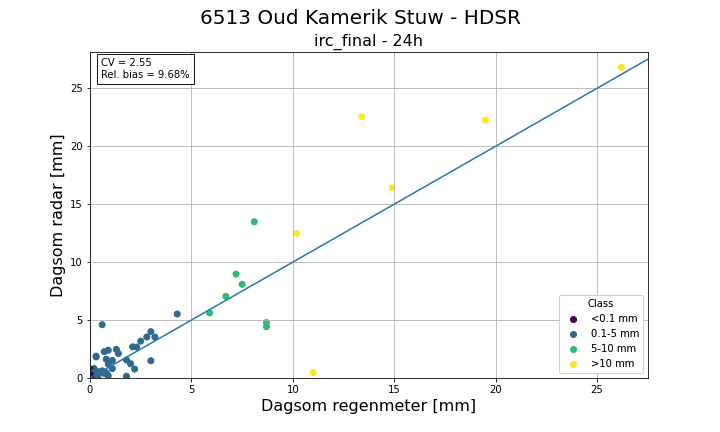 6513 Oud Kamerik Stuw - HDSR
irc_final - 24h
CV = 2.55
Rel. bias = 9.68%
Dagsom radar [mm]
25
20
15
10
5
0
0 5 10 15 20 25
Dagsom regenmeter [mm]
Class
<0.1 mm
0.1-5 mm
5-10 mm
>10 mm